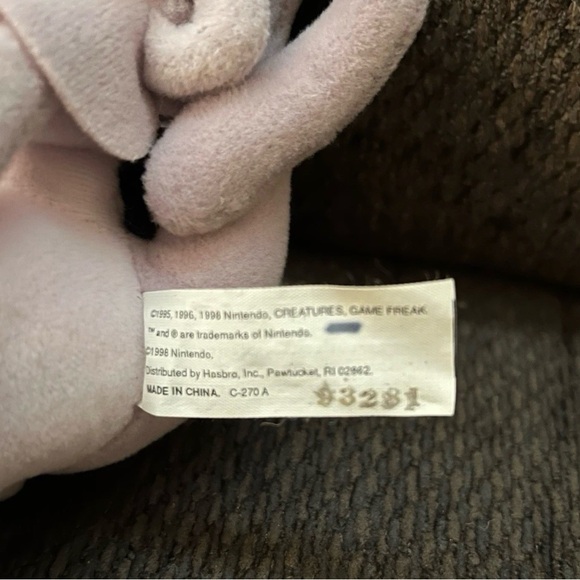 ©1995, 1996, 1998 Nintendo, CREATURES, GAME FREAK.
™ and ® are trademarks of Nintendo.
©1998 Nintendo.
Distributed by Hasbro, Inc., Pawtucket, RI 02862.
MADE IN CHINA. C-270 A
93281